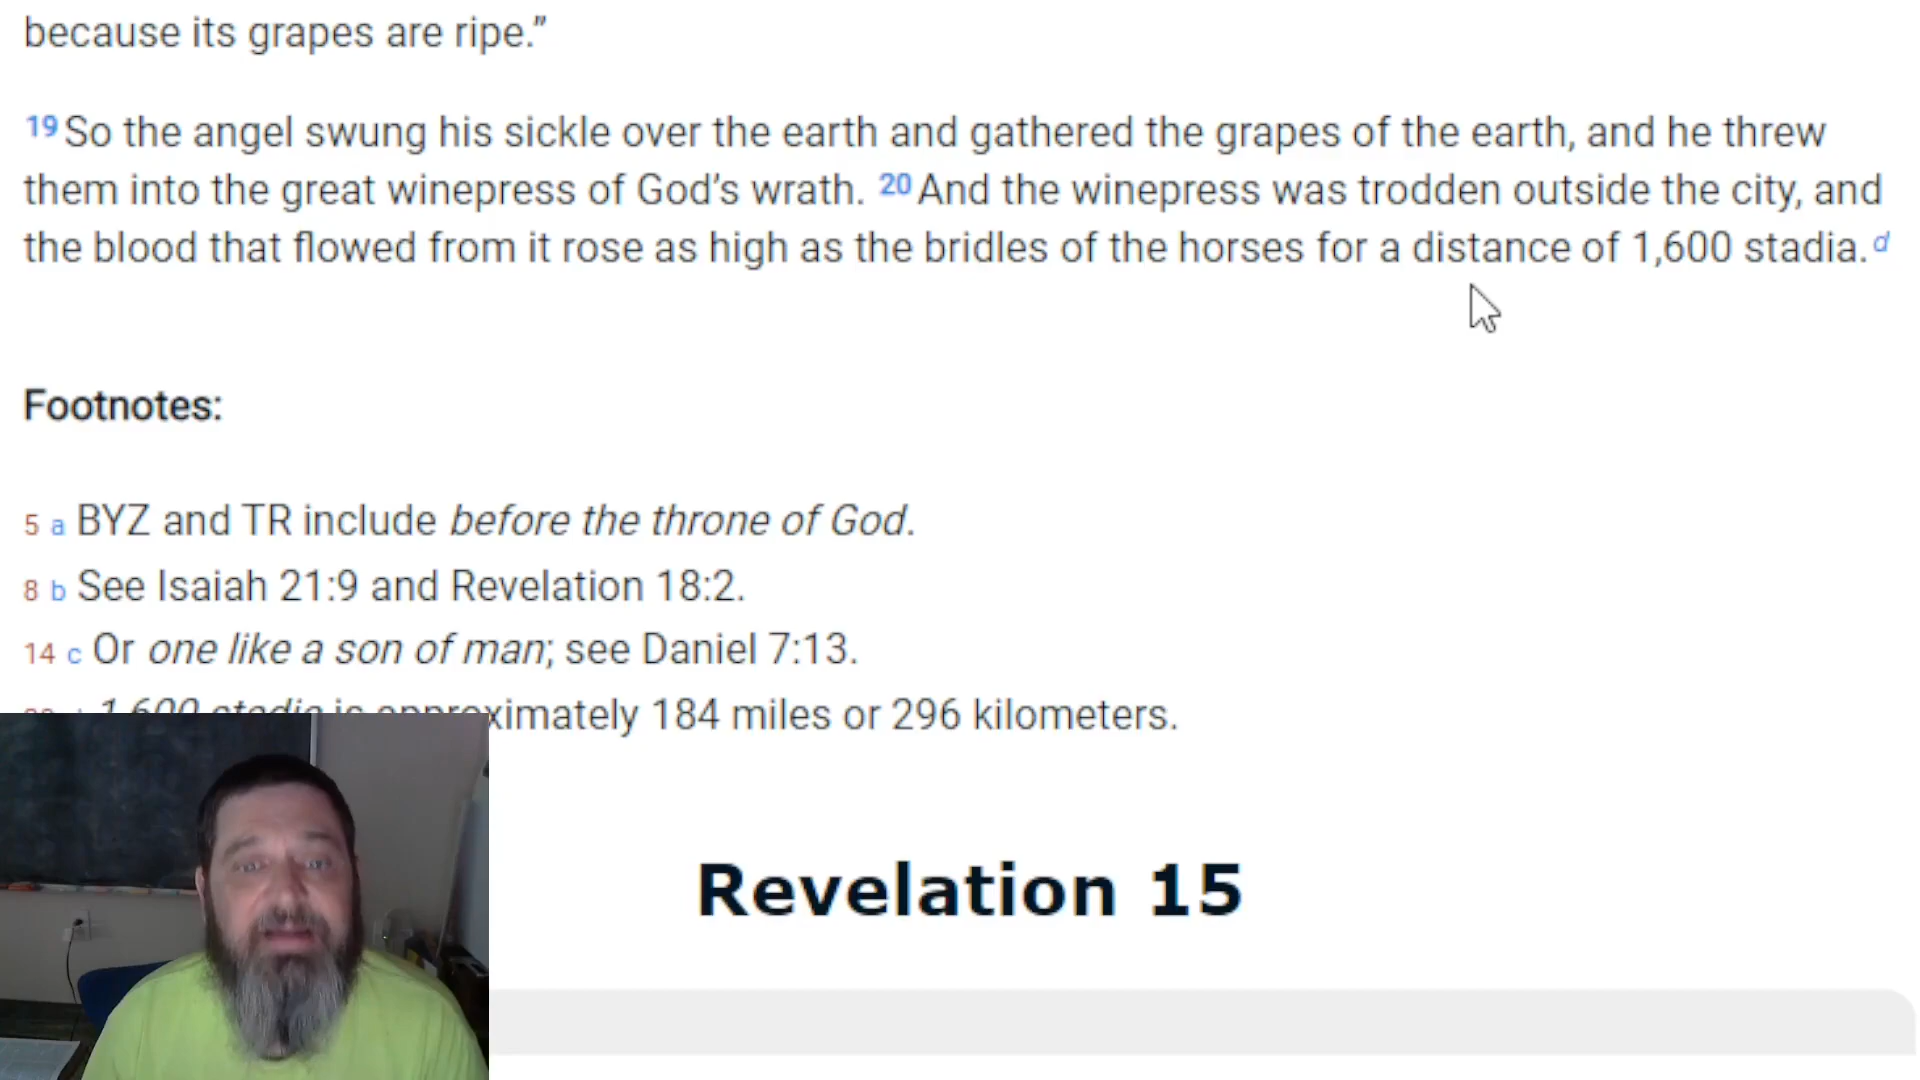 because its grapes are ripe.”
19 So the angel swung his sickle over the earth and gathered the grapes of the earth, and he threw
them into the great winepress of God’s wrath. 20 And the winepress was trodden outside the city, and
the blood that flowed from it rose as high as the bridles of the horses for a distance of 1,600 stadia. d
Footnotes:
5 a BYZ and TR include before the throne of God.
8 b See Isaiah 21:9 and Revelation 18:2.
14 c Or one like a son of man; see Daniel 7:13.
1,600 stadia is approximately 184 miles or 296 kilometers.
Revelation 15